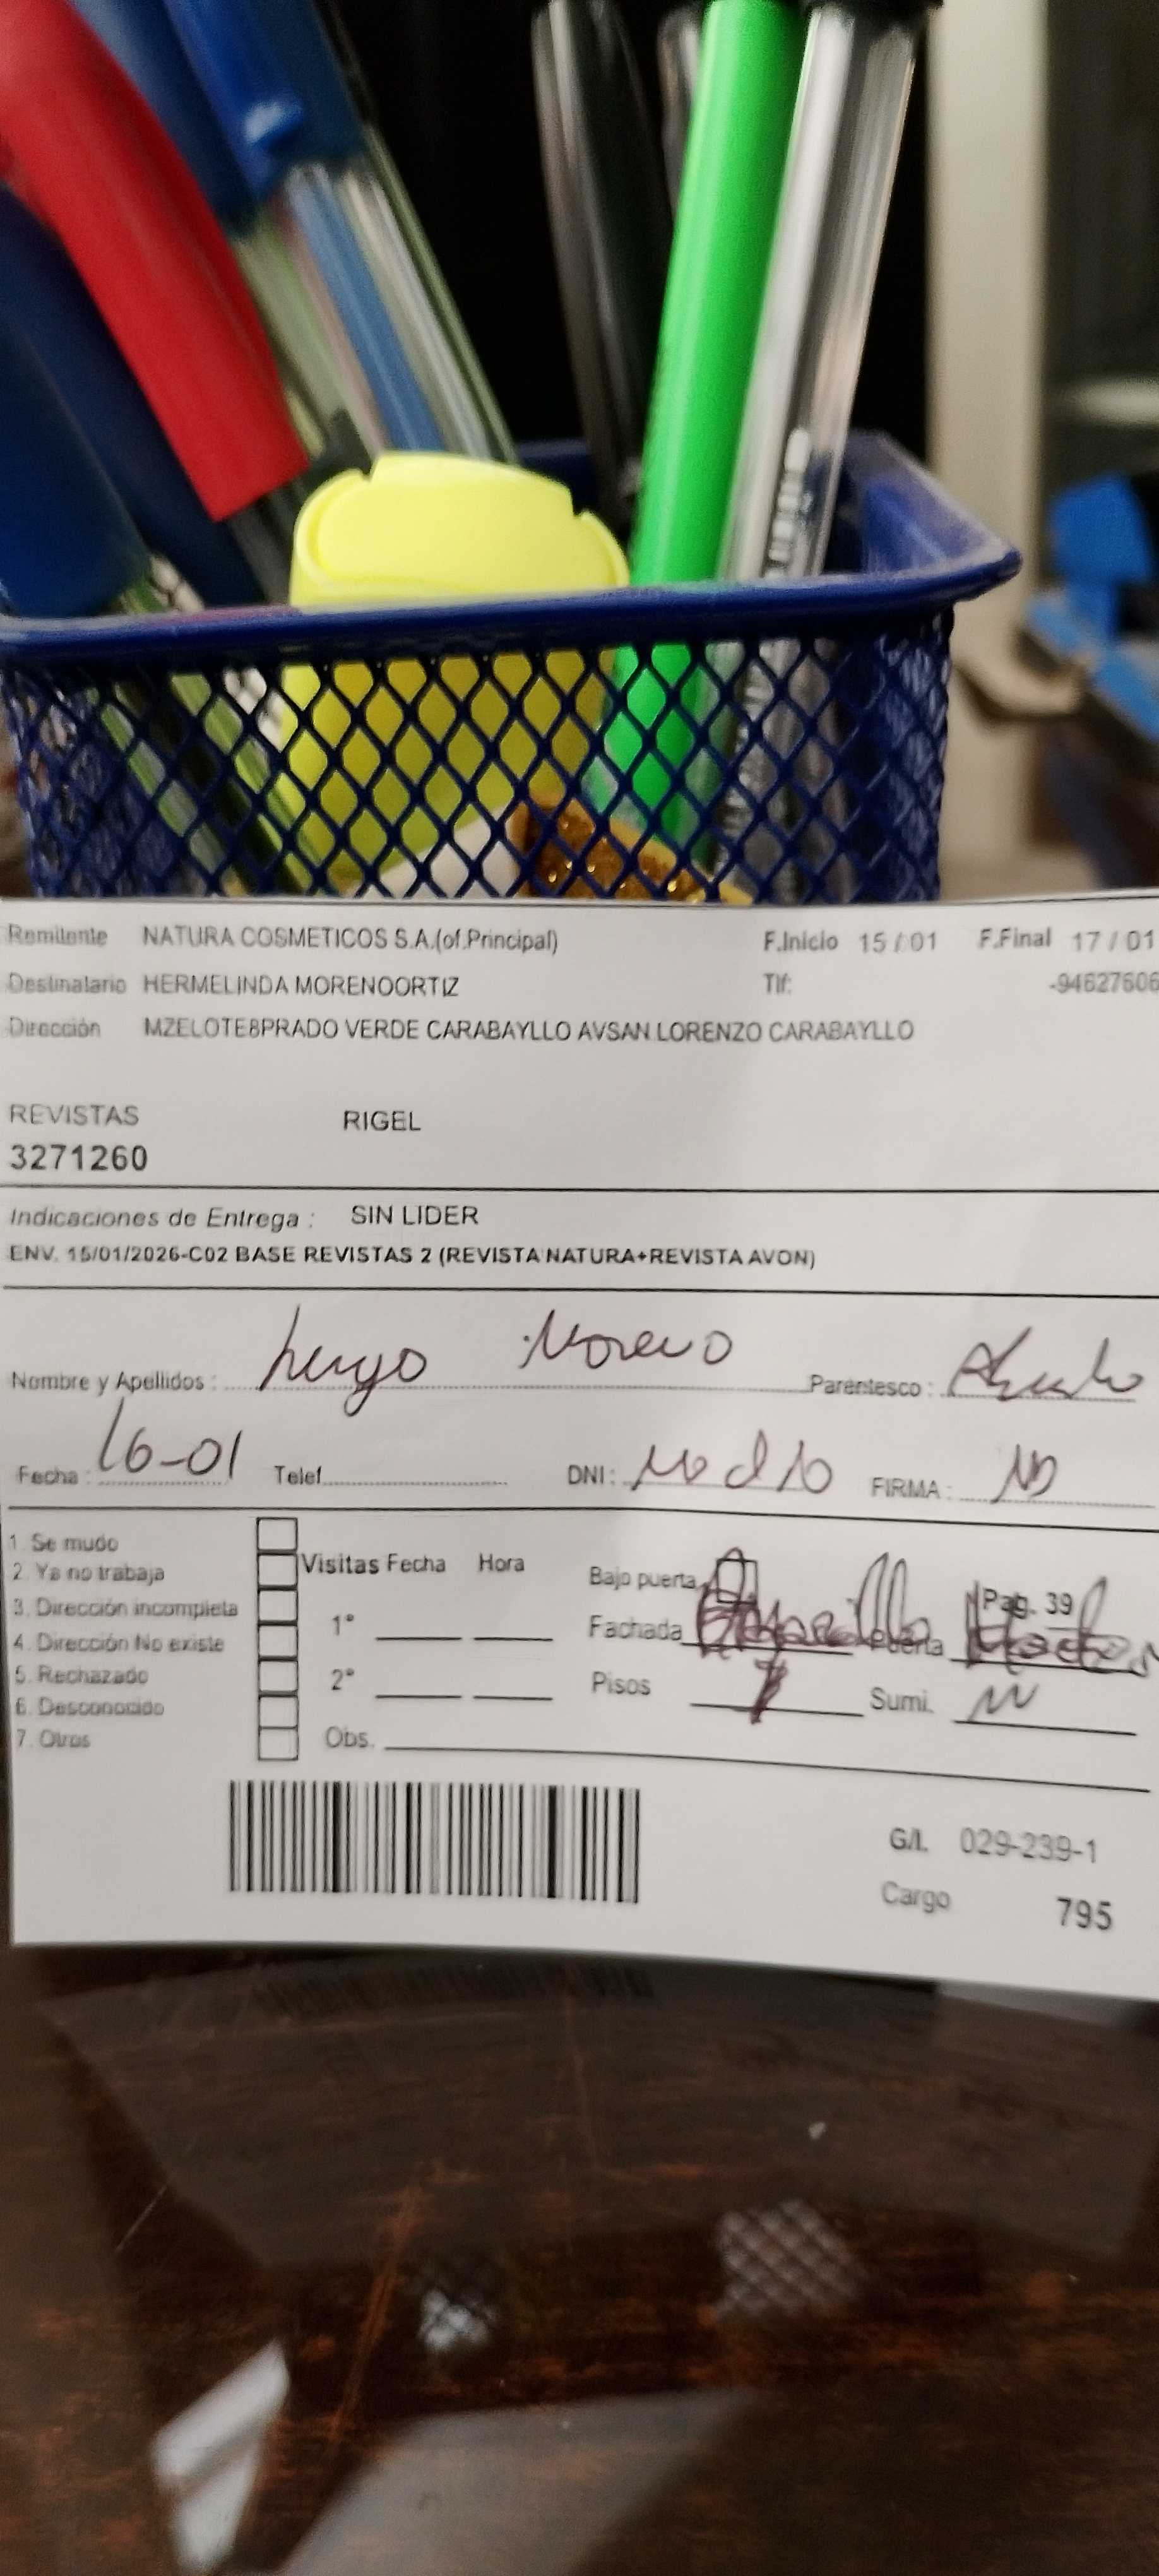 Remitente NATURA COSMETICOS S.A.(of.Principal) F.Inicio 15/01 F.Final 17/01
Destinatario HERMELINDA MORENOORTIZ Tlf: -94627606
Dirección MZELOTE8PRADO VERDE CARABAYLLO AVSAN LORENZO CARABAYLLO
REVISTAS RIGEL
3271260
Indicaciones de Entrega : SIN LIDER
ENV. 15/01/2026-C02 BASE REVISTAS 2 (REVISTA NATURA+REVISTA AVON)
Nombre y Apellidos : Moreno Parentesco :
Fecha : 16-01 Telef. DNI : FIRMA :
1. Se mudo
2. Ya no trabaja Visitas Fecha Hora Bajo puerta
3. Dirección incompleta 1° Fachada Pag. 39
4. Dirección No existe Puerta
5. Rechazado 2° Pisos Sumi.
6. Desconocido
7. Otros Obs.
G/I. 029-239-1
Cargo 795